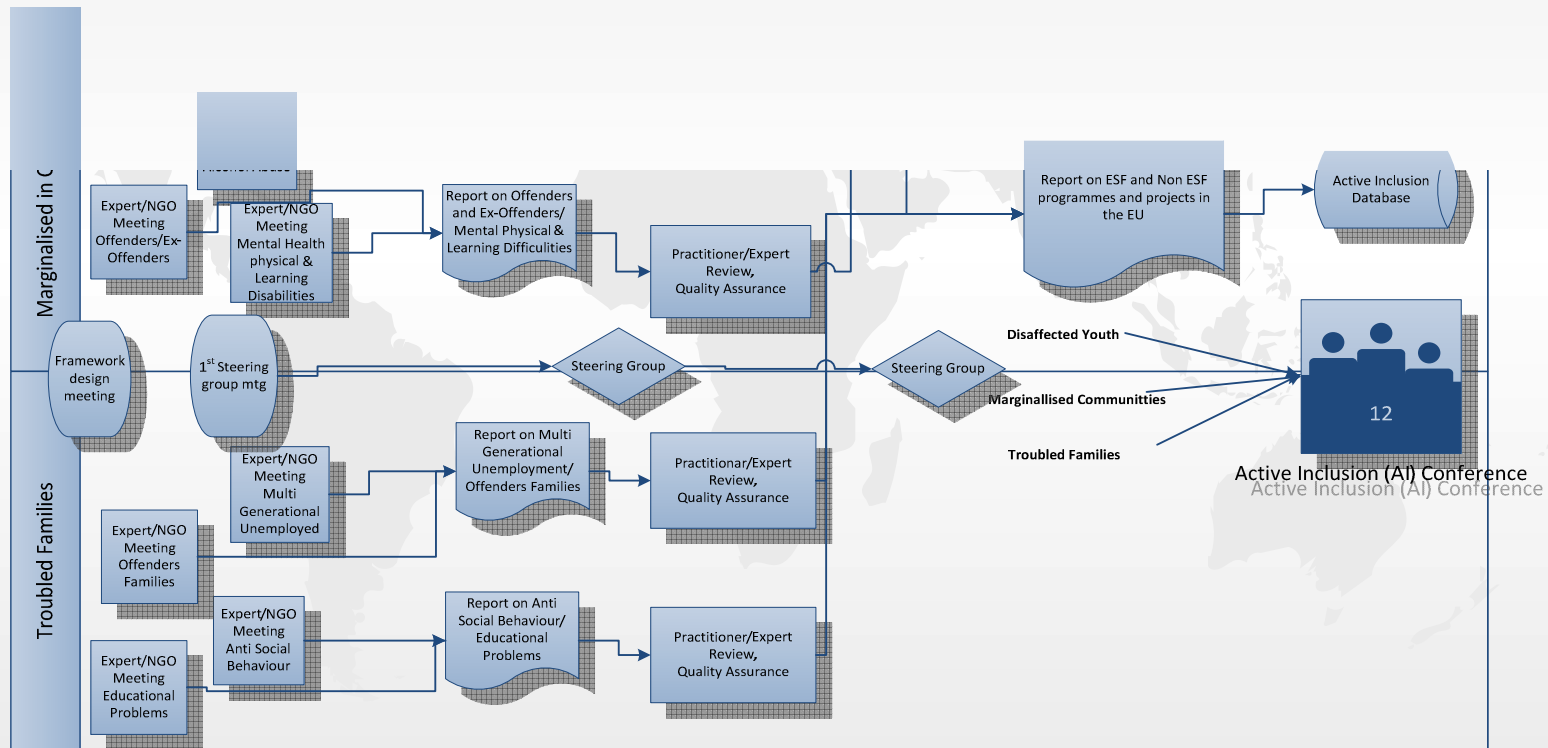 Marginalised in C
Troubled Families
Alcohol Abuse
Expert/NGO
Meeting
Offenders/Ex-
Offenders
Expert/NGO
Meeting
Mental Health
physical &
Learning
Disabilities
Report on Offenders
and Ex-Offenders/
Mental Physical &
Learning Difficulities
Practitioner/Expert
Review,
Quality Assurance
Report on ESF and Non ESF
programmes and projects in
the EU
Active Inclusion
Database
Framework
design
meeting
1st Steering
group mtg
Steering Group
Steering Group
Disaffected Youth
Marginallised Communitties
Troubled Families
12
Active Inclusion (AI) Conference
Active Inclusion (AI) Conference
Expert/NGO
Meeting
Multi
Generational
Unemployed
Report on Multi
Generational
Unemployment/
Offenders Families
Practitionar/Expert
Review,
Quality Assurance
Expert/NGO
Meeting
Offenders
Families
Expert/NGO
Meeting
Anti Social
Behaviour
Report on Anti
Social Behaviour/
Educational
Problems
Practitioner/Expert
Review,
Quality Assurance
Expert/NGO
Meeting
Educational
Problems